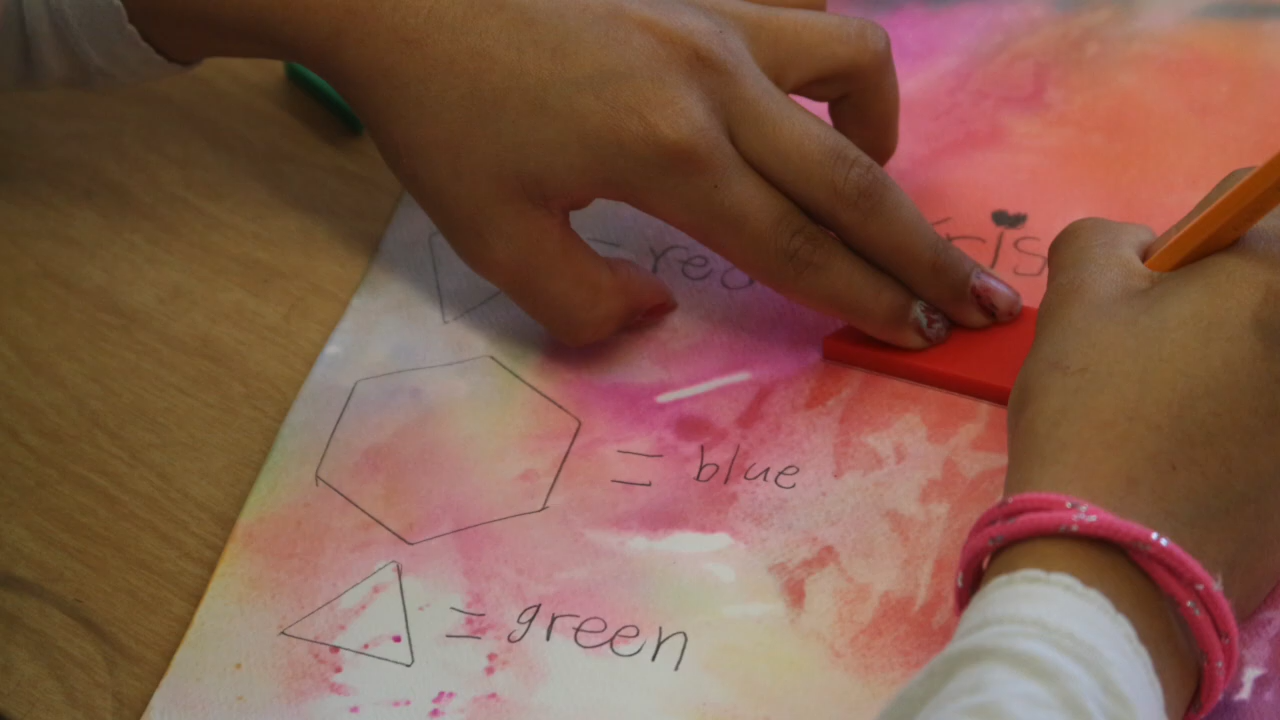 = red
= blue
= green